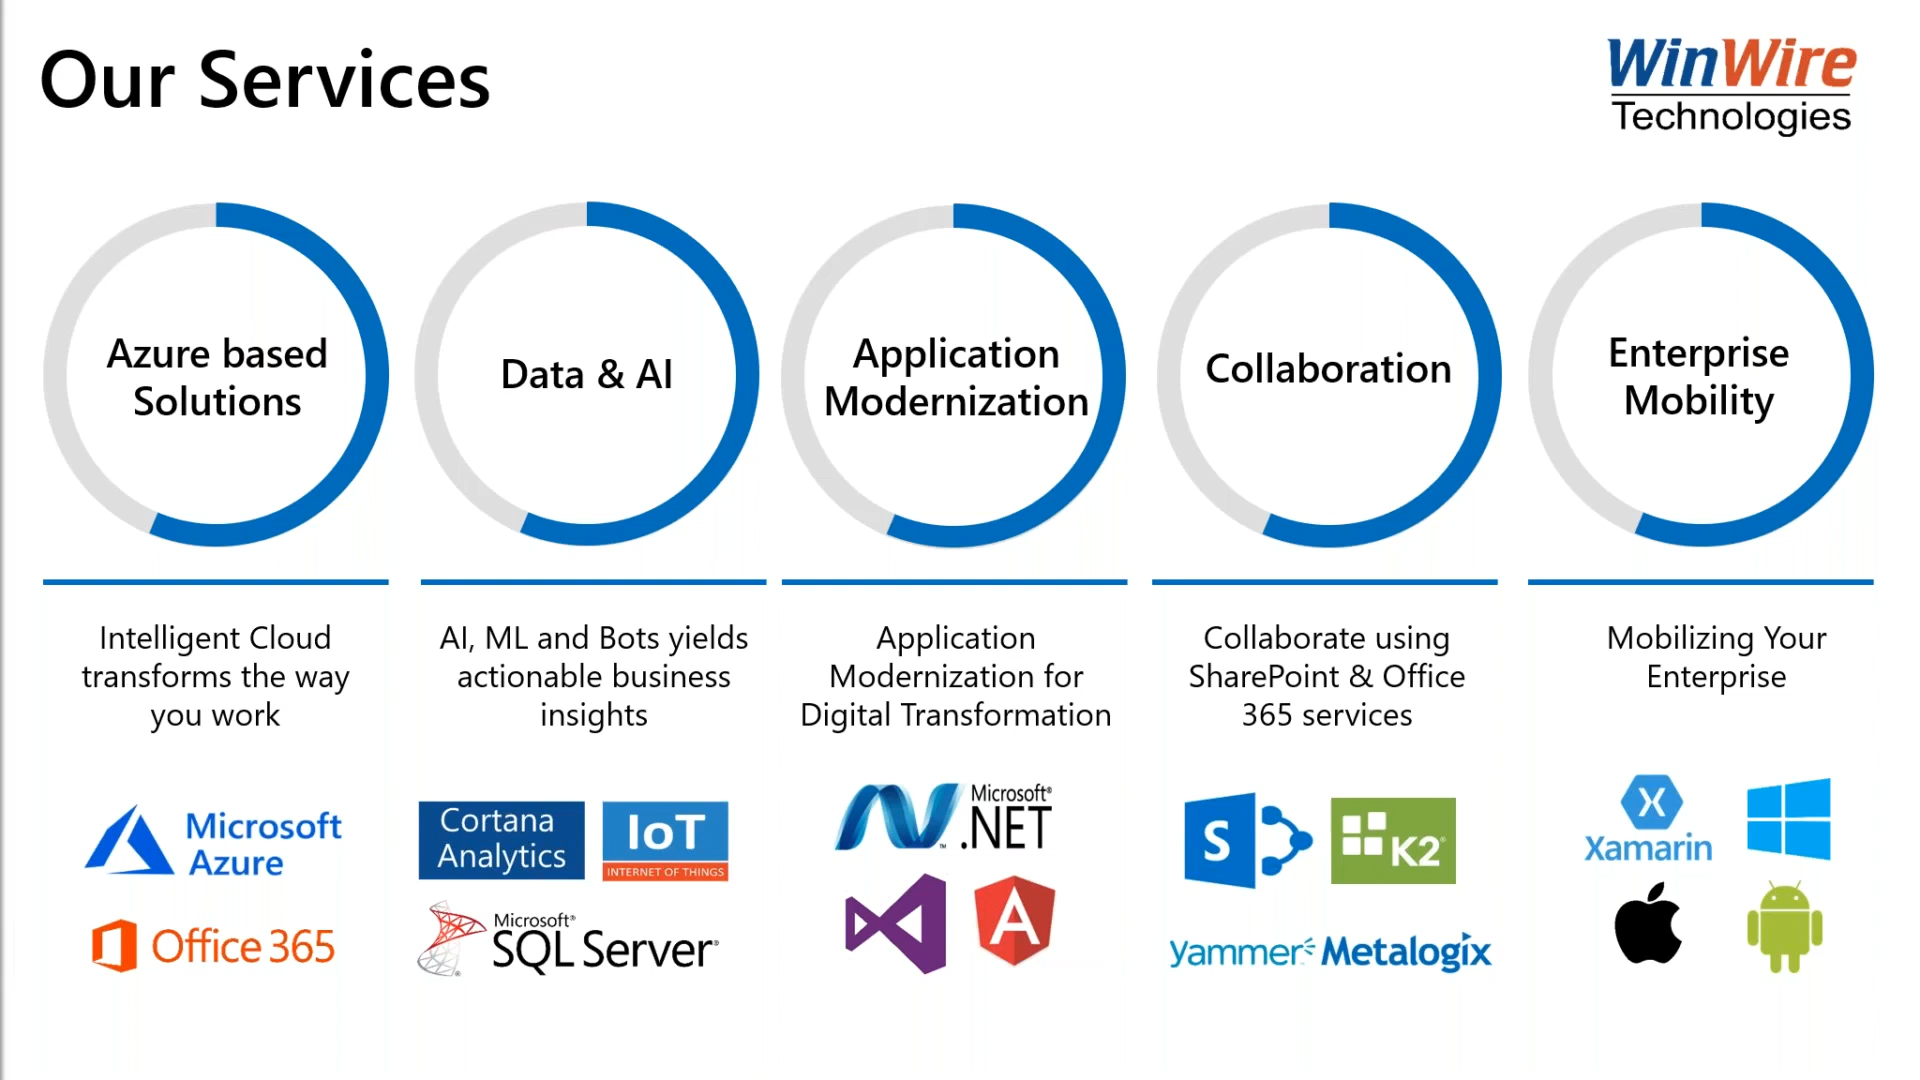 Our Services
WinWire
Technologies
Azure based
Solutions
Data & AI
Application
Modernization
Collaboration
Enterprise
Mobility
Intelligent Cloud
transforms the way
you work
AI, ML and Bots yields
actionable business
insights
Application
Modernization for
Digital Transformation
Collaborate using
SharePoint & Office
365 services
Mobilizing Your
Enterprise
Microsoft
Azure
Office 365
Cortana
Analytics
IoT
INTERNET OF THINGS
Microsoft®
SQL Server®
Microsoft®
.NET
™
A
S
K2
yammer
Metalogix
X
Xamarin